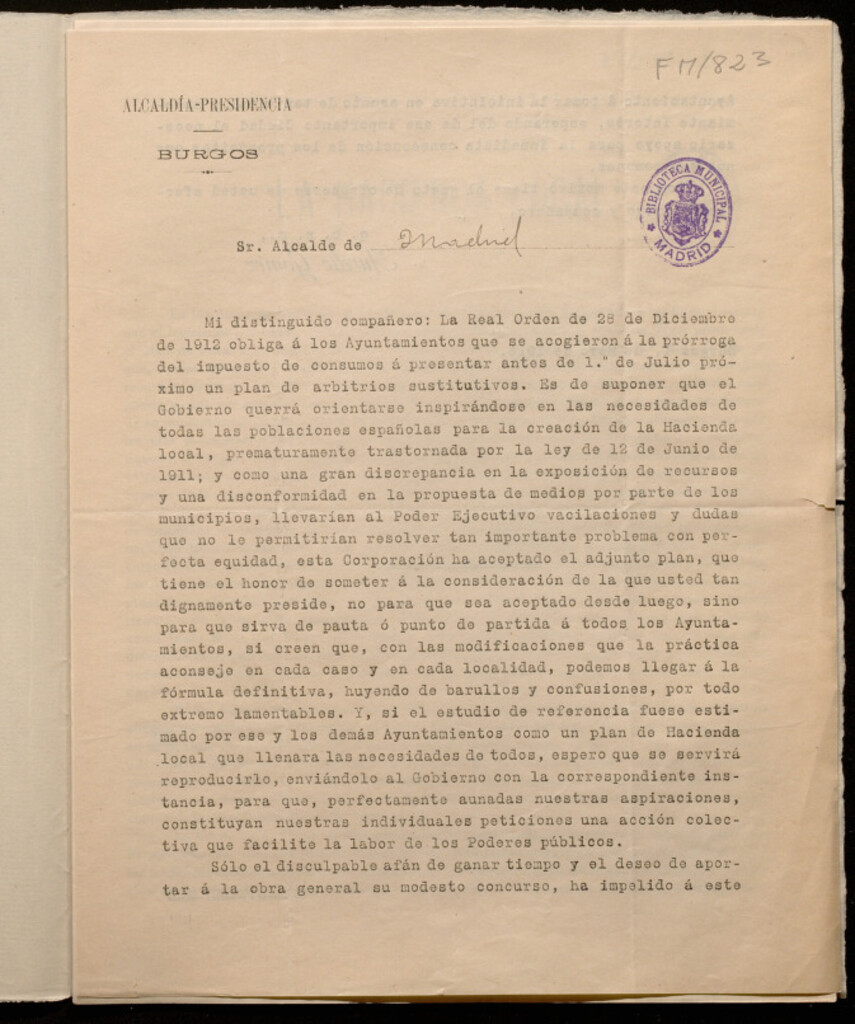 FM/823
ALCALDÍA-PRESIDENCIA
BURGOS
BIBLIOTECA MUNICIPAL
MADRID
Sr. Alcalde de Madrid
Mi distinguido compañero: La Real Orden de 28 de Diciembre
de 1912 obliga á los Ayuntamientos que se acogieron á la prórroga
del impuesto de consumos á presentar antes de 1.º de Julio pró-
ximo un plan de arbitrios sustitutivos. Es de suponer que el
Gobierno querrá orientarse inspirándose en las necesidades de
todas las poblaciones españolas para la creación de la Hacienda
local, prematuramente trastornada por la ley de 12 de Junio de
1911; y como una gran discrepancia en la exposición de recursos
y una disconformidad en la propuesta de medios por parte de los
municipios, llevarían al Poder Ejecutivo vacilaciones y dudas
que no le permitirían resolver tan importante problema con per-
fecta equidad, esta Corporación ha aceptado el adjunto plan, que
tiene el honor de someter á la consideración de la que usted tan
dignamente preside, no para que sea aceptado desde luego, sino
para que sirva de pauta ó punto de partida á todos los Ayunta-
mientos, si creen que, con las modificaciones que la práctica
aconseje en cada caso y en cada localidad, podemos llegar á la
fórmula definitiva, huyendo de barullos y confusiones, por todo
extremo lamentables. Y, si el estudio de referencia fuese esti-
mado por ese y los demás Ayuntamientos como un plan de Hacienda
local que llenara las necesidades de todos, espero que se servirá
reproducirlo, enviándolo al Gobierno con la correspondiente ins-
tancia, para que, perfectamente aunadas nuestras aspiraciones,
constituyan nuestras individuales peticiones una acción colec-
tiva que facilite la labor de los Poderes públicos.
Sólo el disculpable afán de ganar tiempo y el deseo de apor-
tar á la obra general su modesto concurso, ha impelido á este